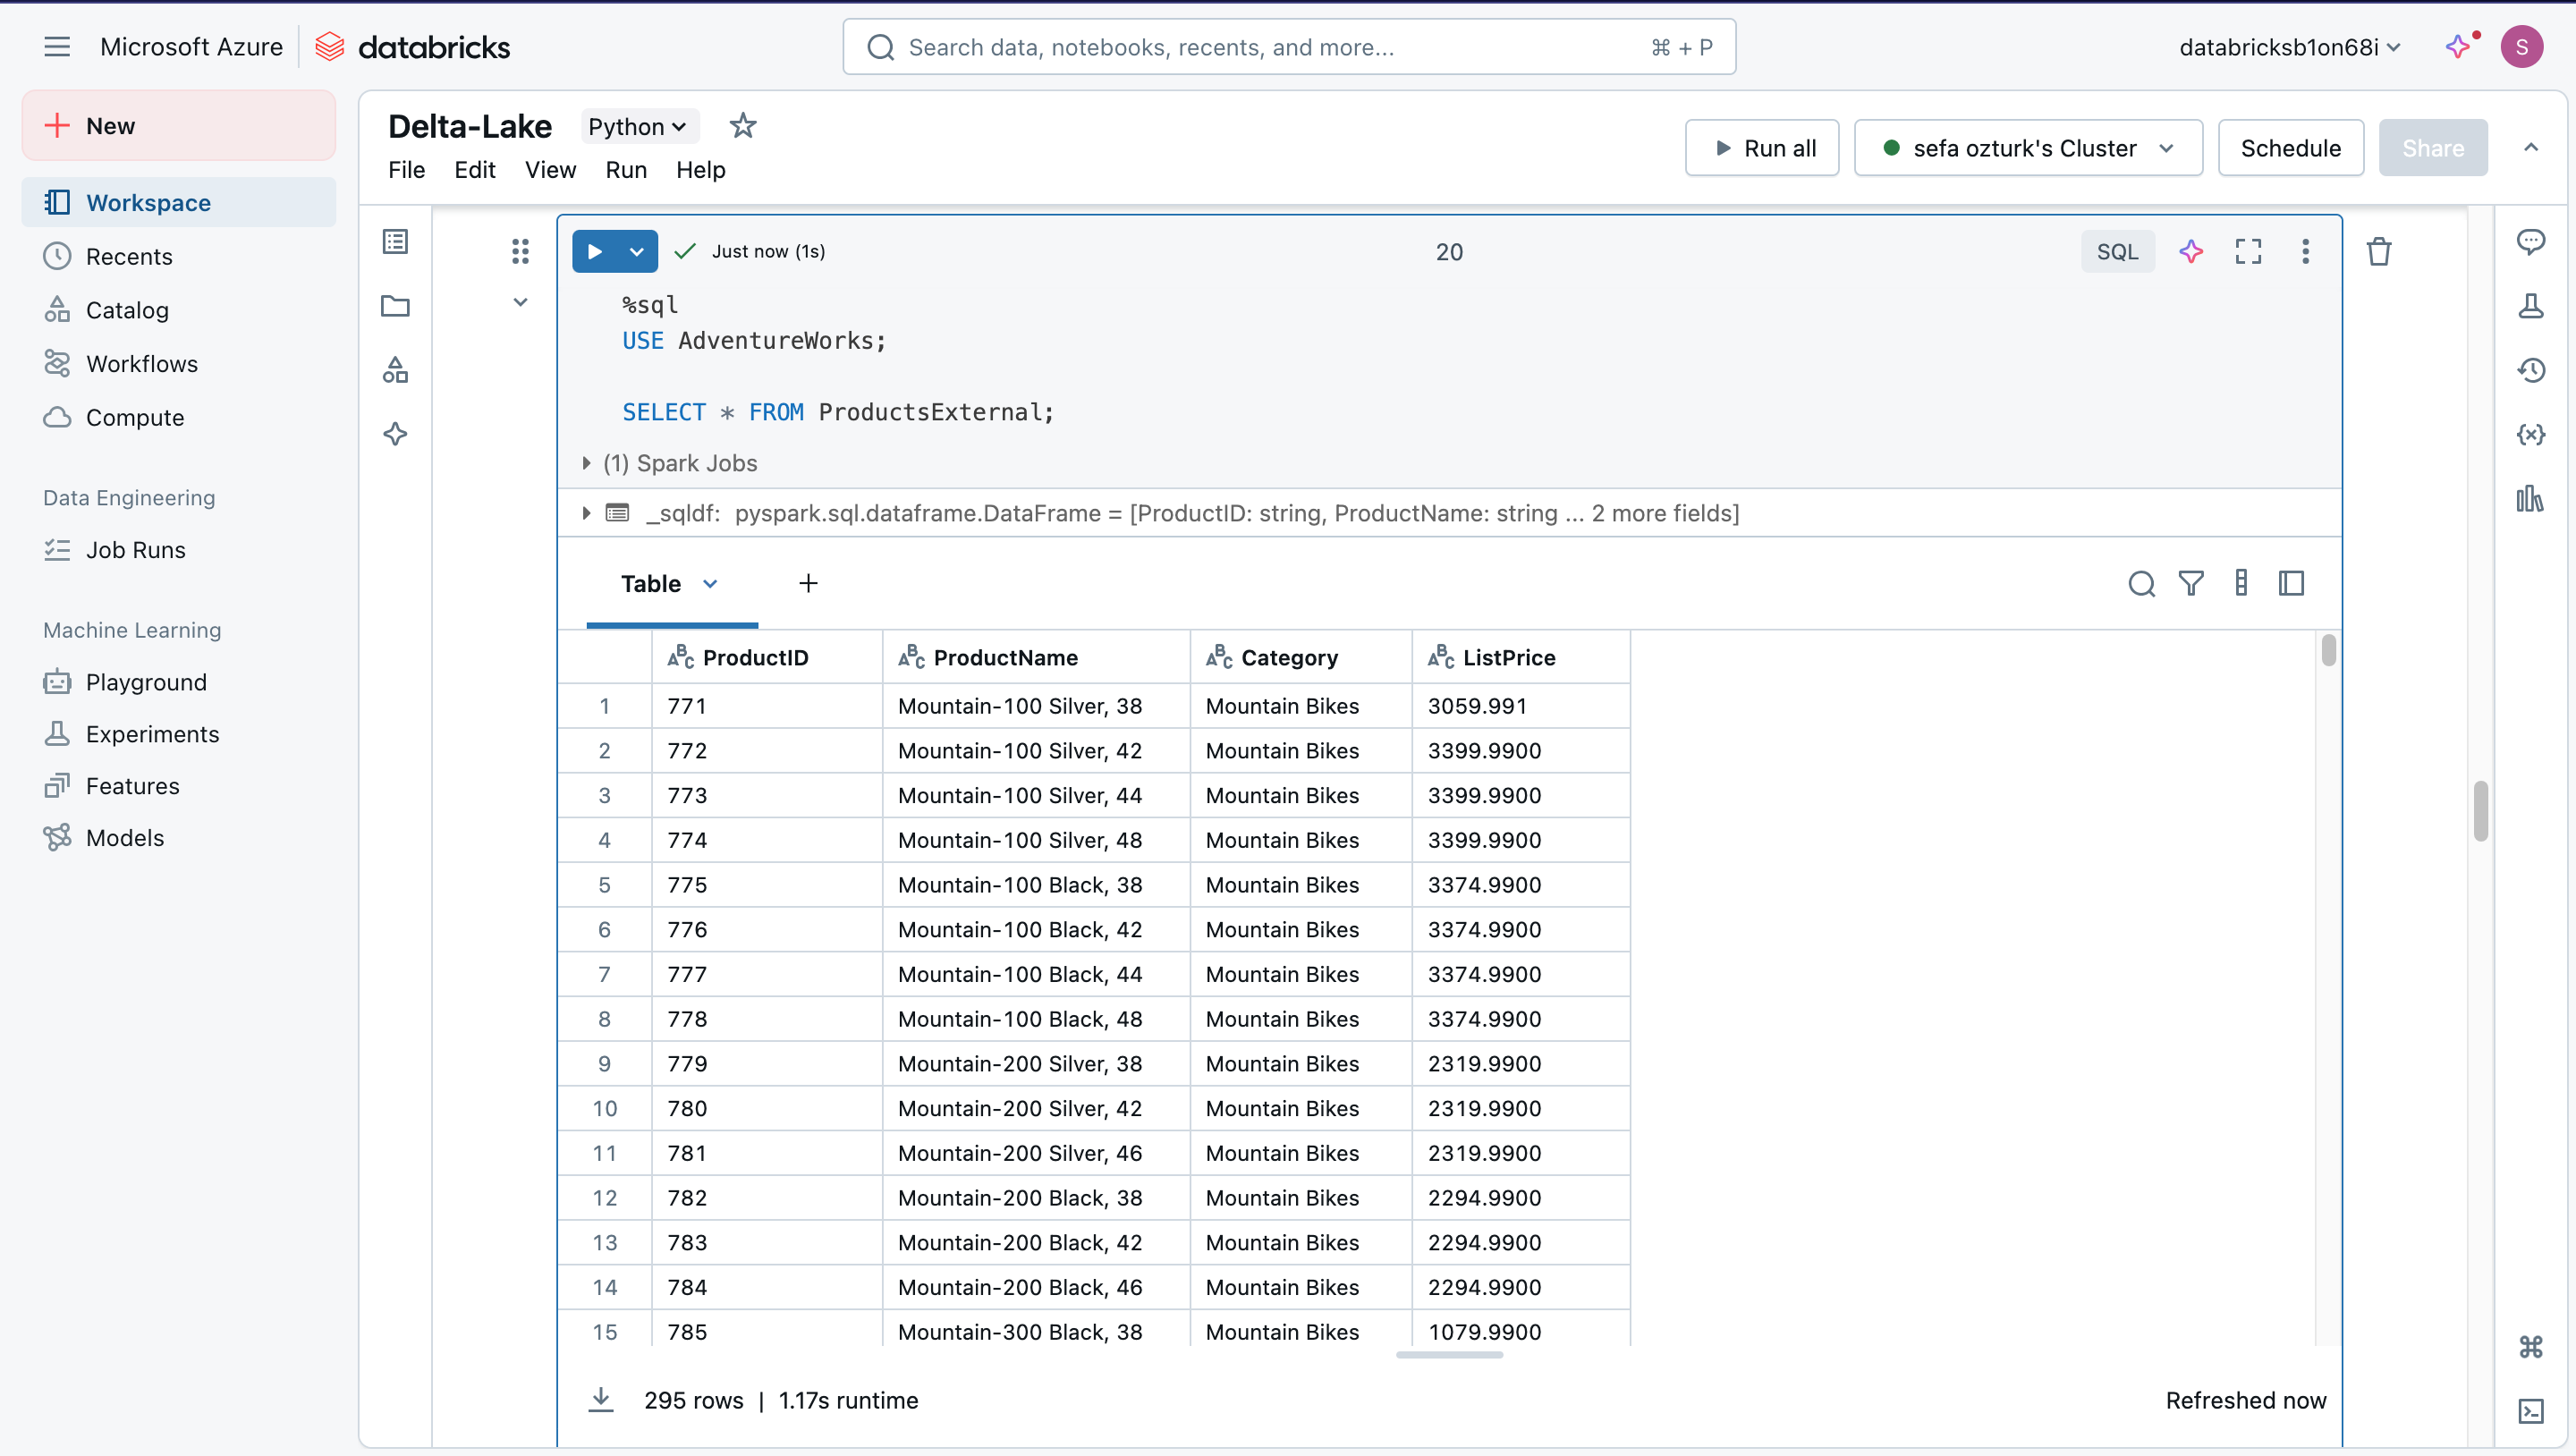 Microsoft Azure databricks
Search data, notebooks, recents, and more... ⌘ + P
databricksb1on68i
S
New
Workspace
Recents
Catalog
Workflows
Compute
Data Engineering
Job Runs
Machine Learning
Playground
Experiments
Features
Models
Delta-Lake Python
File Edit View Run Help
Run all sefa ozturk's Cluster Schedule Share
Just now (1s) 20 SQL
%sql
USE AdventureWorks;
SELECT * FROM ProductsExternal;
(1) Spark Jobs
_sqldf: pyspark.sql.dataframe.DataFrame = [ProductID: string, ProductName: string ... 2 more fields]
Table +
ProductID ProductName Category ListPrice
1 771 Mountain-100 Silver, 38 Mountain Bikes 3059.991
2 772 Mountain-100 Silver, 42 Mountain Bikes 3399.9900
3 773 Mountain-100 Silver, 44 Mountain Bikes 3399.9900
4 774 Mountain-100 Silver, 48 Mountain Bikes 3399.9900
5 775 Mountain-100 Black, 38 Mountain Bikes 3374.9900
6 776 Mountain-100 Black, 42 Mountain Bikes 3374.9900
7 777 Mountain-100 Black, 44 Mountain Bikes 3374.9900
8 778 Mountain-100 Black, 48 Mountain Bikes 3374.9900
9 779 Mountain-200 Silver, 38 Mountain Bikes 2319.9900
10 780 Mountain-200 Silver, 42 Mountain Bikes 2319.9900
11 781 Mountain-200 Silver, 46 Mountain Bikes 2319.9900
12 782 Mountain-200 Black, 38 Mountain Bikes 2294.9900
13 783 Mountain-200 Black, 42 Mountain Bikes 2294.9900
14 784 Mountain-200 Black, 46 Mountain Bikes 2294.9900
15 785 Mountain-300 Black, 38 Mountain Bikes 1079.9900
295 rows | 1.17s runtime Refreshed now